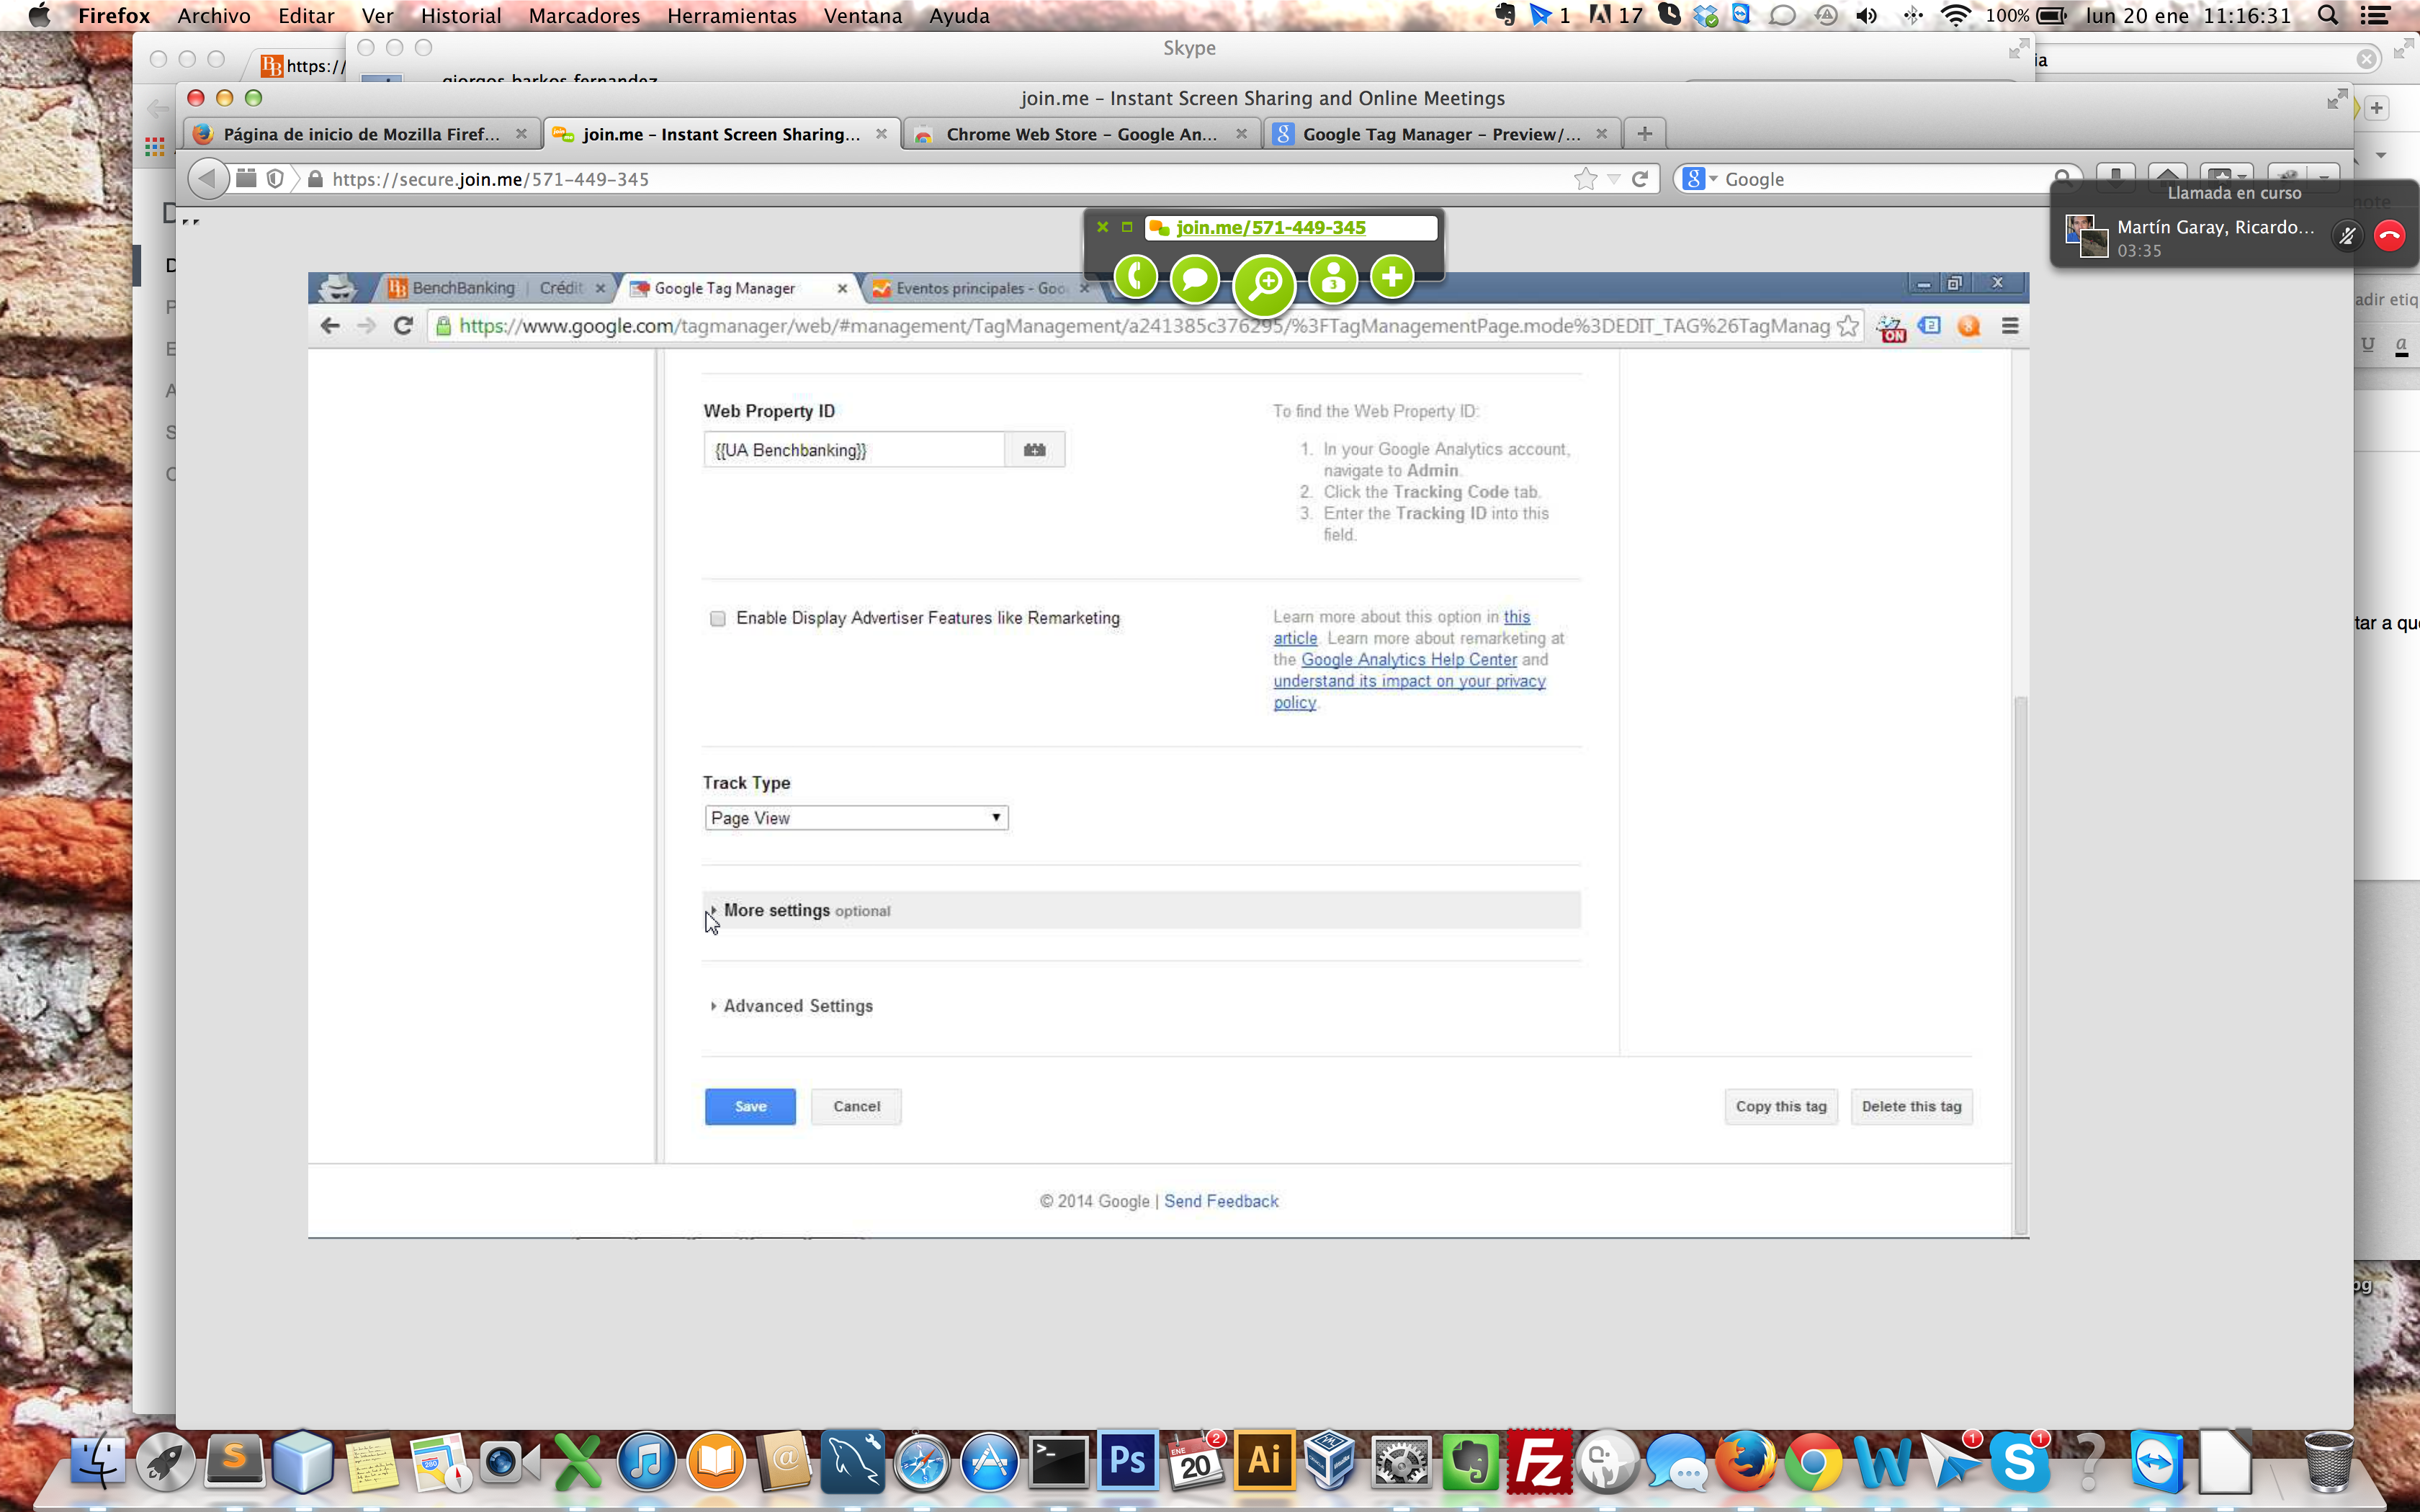 Firefox Archivo Editar Ver Historial Marcadores Herramientas Ventana Ayuda
1 17 100% lun 20 ene 11:16:31
Skype
https://
giorgos barkos fernandez
ia
join.me – Instant Screen Sharing and Online Meetings
Página de inicio de Mozilla Firef...
join.me – Instant Screen Sharing...
Chrome Web Store – Google An...
Google Tag Manager – Preview/...
https://secure.join.me/571-449-345
Google
Llamada en curso
Martín Garay, Ricardo...
03:35
join.me/571-449-345
3
BenchBanking | Crédit
Google Tag Manager
Eventos principales - Goo
https://www.google.com/tagmanager/web/#management/TagManagement/a241385c376295/%3FTagManagementPage.mode%3DEDIT_TAG%26TagManag
ON
adir etiq
U a
Web Property ID
{{UA Benchbanking}}
To find the Web Property ID:
1. In your Google Analytics account,
navigate to Admin.
2. Click the Tracking Code tab.
3. Enter the Tracking ID into this
field.
Enable Display Advertiser Features like Remarketing
Learn more about this option in this
article. Learn more about remarketing at
the Google Analytics Help Center and
understand its impact on your privacy
policy.
tar a qu
Track Type
Page View
More settings optional
Advanced Settings
Save
Cancel
Copy this tag
Delete this tag
© 2014 Google | Send Feedback
Ps
ENE
20
2
Ai
Fz
W
1
S
1